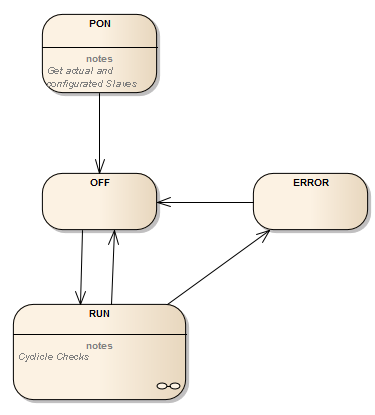 PON
notes
Get actual and
configurated Slaves
OFF
ERROR
RUN
notes
Cyclicle Checks